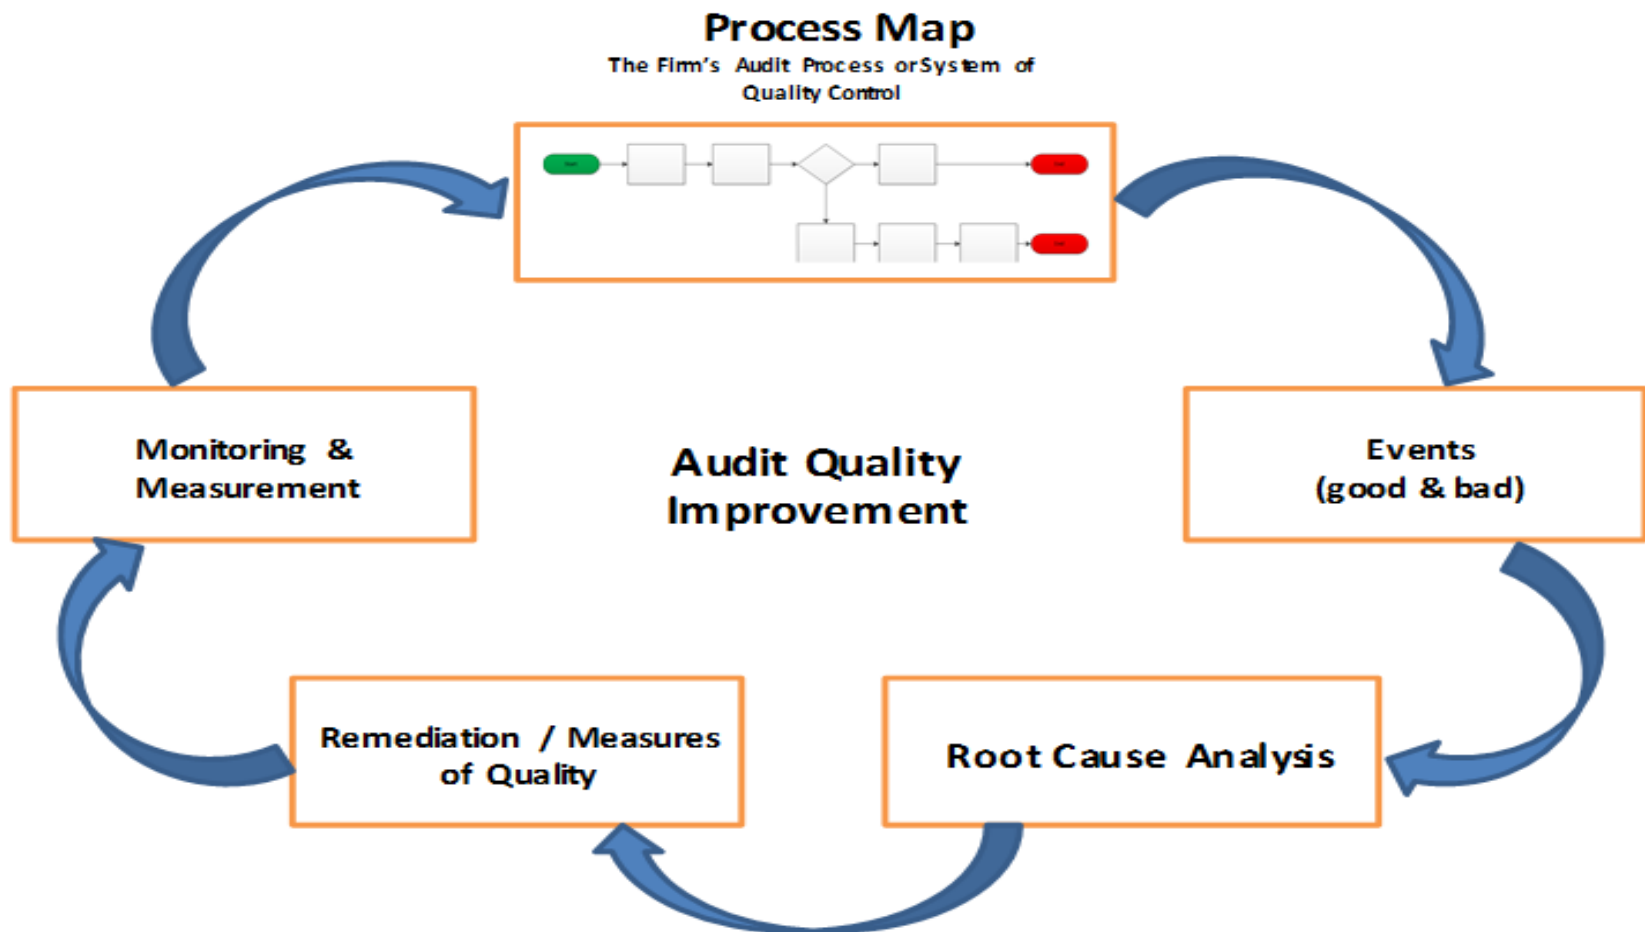 Process Map
The Firm's Audit Process or System of
Quality Control
Monitoring &
Measurement
Audit Quality
Improvement
Events
(good & bad)
Remediation / Measures
of Quality
Root Cause Analysis